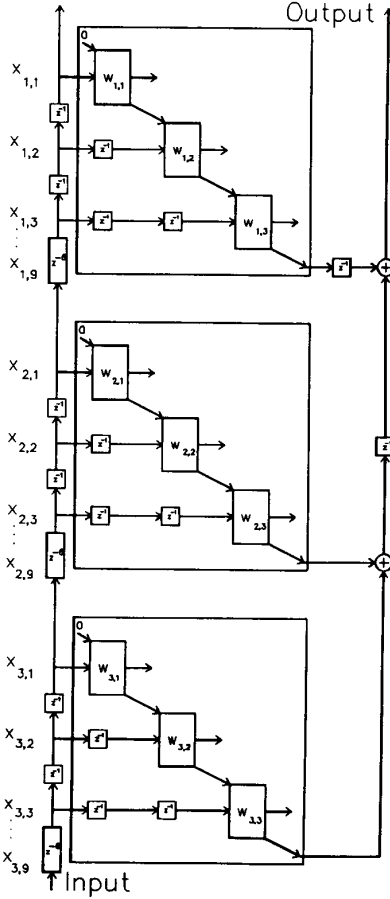 Output
0
X1,1
W1,1
z-1
X1,2
z-1
W1,2
z-1
X1,3
z-1
z-1
W1,3
X1,9
z-6
z-1
+
0
X2,1
W2,1
z-1
X2,2
z-1
W2,2
z-1
z-1
X2,3
z-1
z-1
W2,3
X2,9
z-6
+
0
X3,1
W3,1
z-1
X3,2
z-1
W3,2
z-1
X3,3
z-1
z-1
W3,3
X3,9
z-6
Input